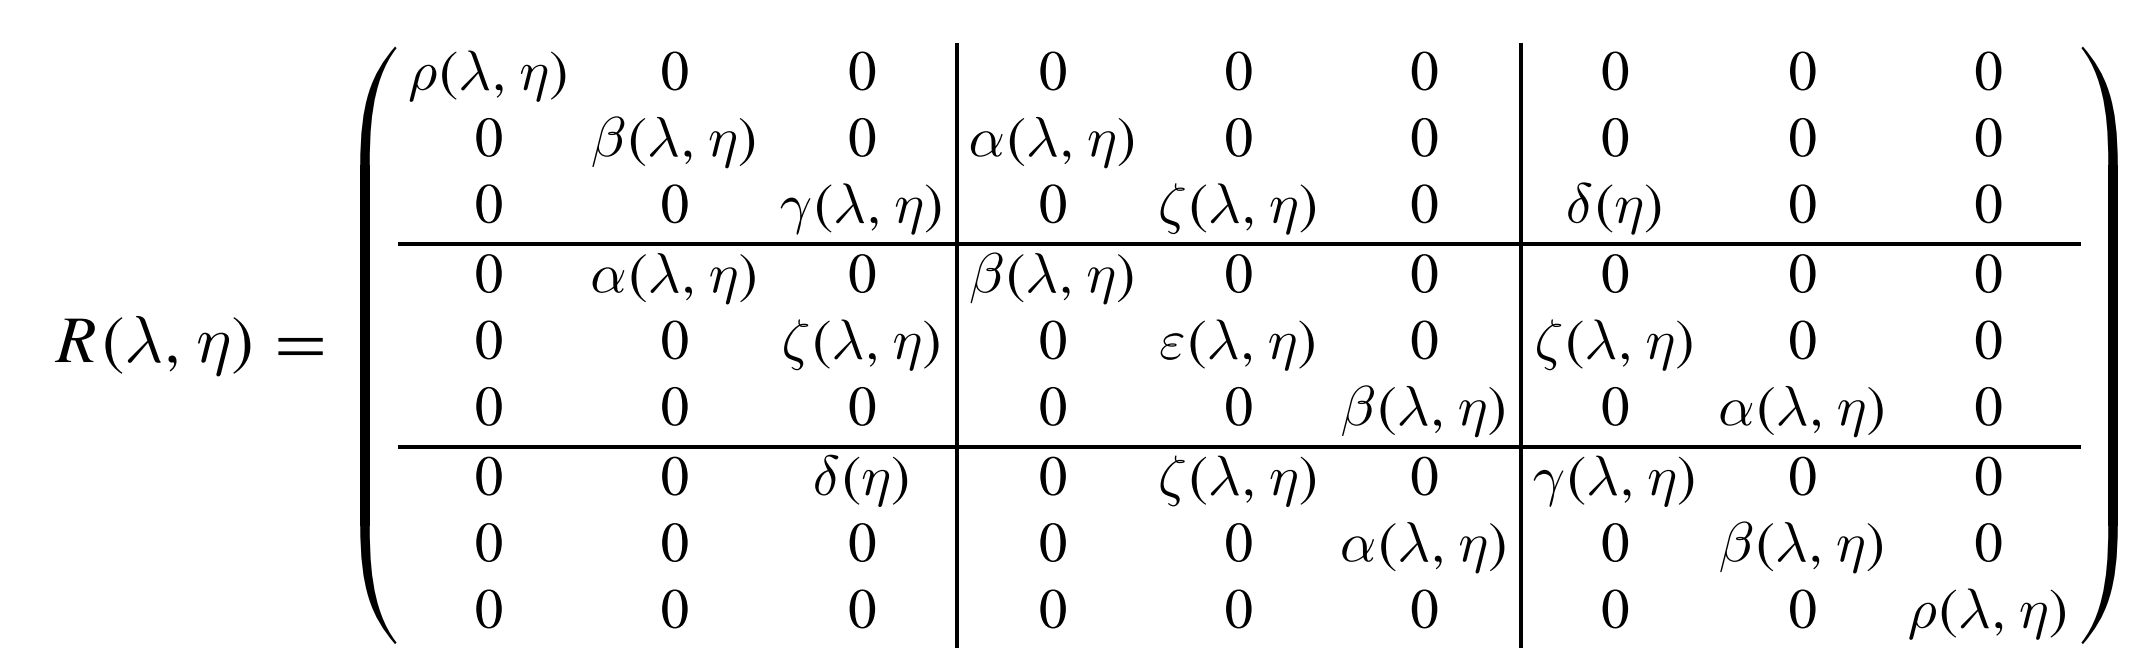 ρ(λ, η) 0 0 0 0 0 0 0 0
0 β(λ, η) 0 α(λ, η) 0 0 0 0 0
0 0 γ(λ, η) 0 ζ(λ, η) 0 δ(η) 0 0
0 α(λ, η) 0 β(λ, η) 0 0 0 0 0
R(λ, η) = 0 0 ζ(λ, η) 0 ε(λ, η) 0 ζ(λ, η) 0 0
0 0 0 0 0 β(λ, η) 0 α(λ, η) 0
0 0 δ(η) 0 ζ(λ, η) 0 γ(λ, η) 0 0
0 0 0 0 0 α(λ, η) 0 β(λ, η) 0
0 0 0 0 0 0 0 0 ρ(λ, η)